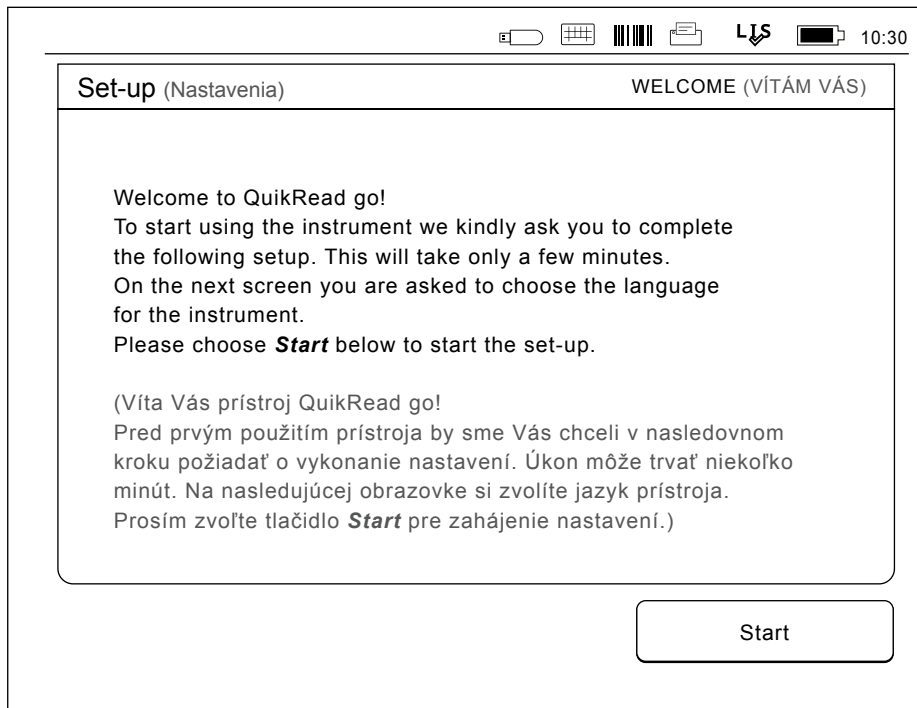 LIS 10:30
Set-up (Nastavenia) WELCOME (VÍTÁM VÁS)
Welcome to QuikRead go!
To start using the instrument we kindly ask you to complete
the following setup. This will take only a few minutes.
On the next screen you are asked to choose the language
for the instrument.
Please choose Start below to start the set-up.
(Víta Vás prístroj QuikRead go!
Pred prvým použitím prístroja by sme Vás chceli v nasledovnom
kroku požiadať o vykonanie nastavení. Úkon môže trvať niekoľko
minút. Na nasledujúcej obrazovke si zvolíte jazyk prístroja.
Prosím zvoľte tlačidlo Start pre zahájenie nastavení.)
Start